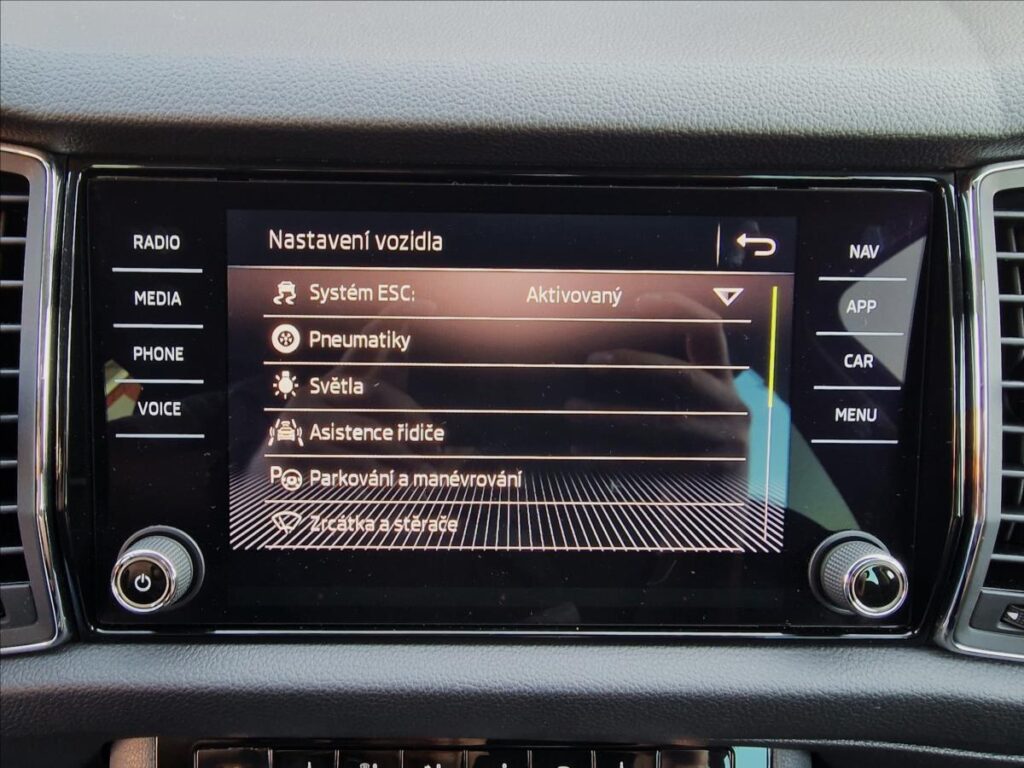 RADIO
MEDIA
PHONE
VOICE
Nastavení vozidla
Systém ESC: Aktivovaný
Pneumatiky
Světla
Asistence řidiče
P Parkování a manévrování
Zrcátka a stěrače
NAV
APP
CAR
MENU